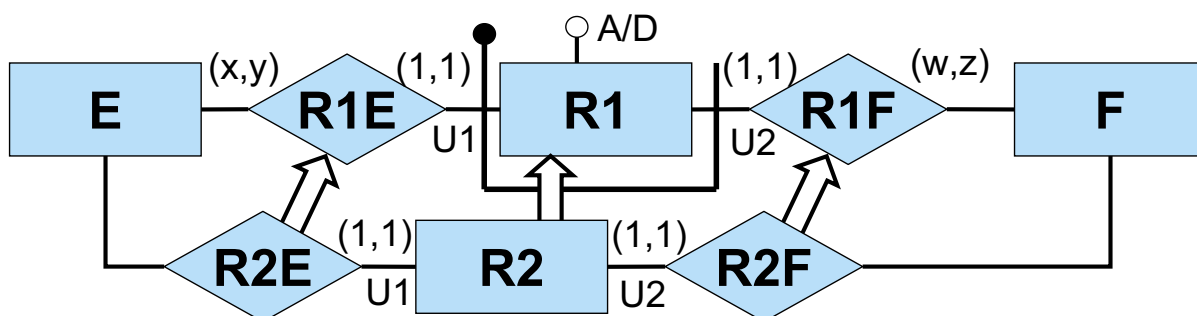 A/D
(x,y) (1,1) (1,1) (w,z)
E R1E R1 R1F F
U1 U2
(1,1) (1,1)
R2E R2 R2F
U1 U2